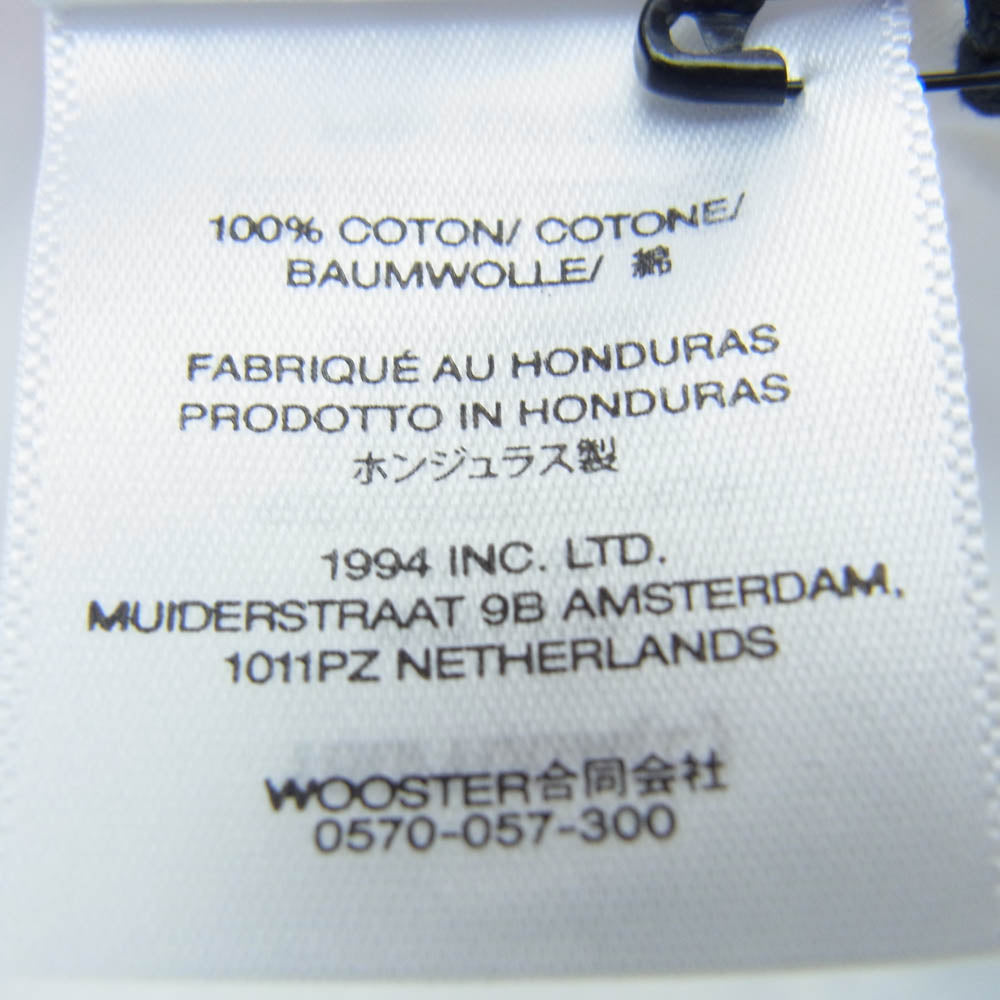 100% COTON/ COTONE/
BAUMWOLLE/ 綿
FABRIQUÉ AU HONDURAS
PRODOTTO IN HONDURAS
ホンジュラス製
1994 INC. LTD.
MUIDERSTRAAT 9B AMSTERDAM,
1011PZ NETHERLANDS
WOOSTER合同会社
0570-057-300